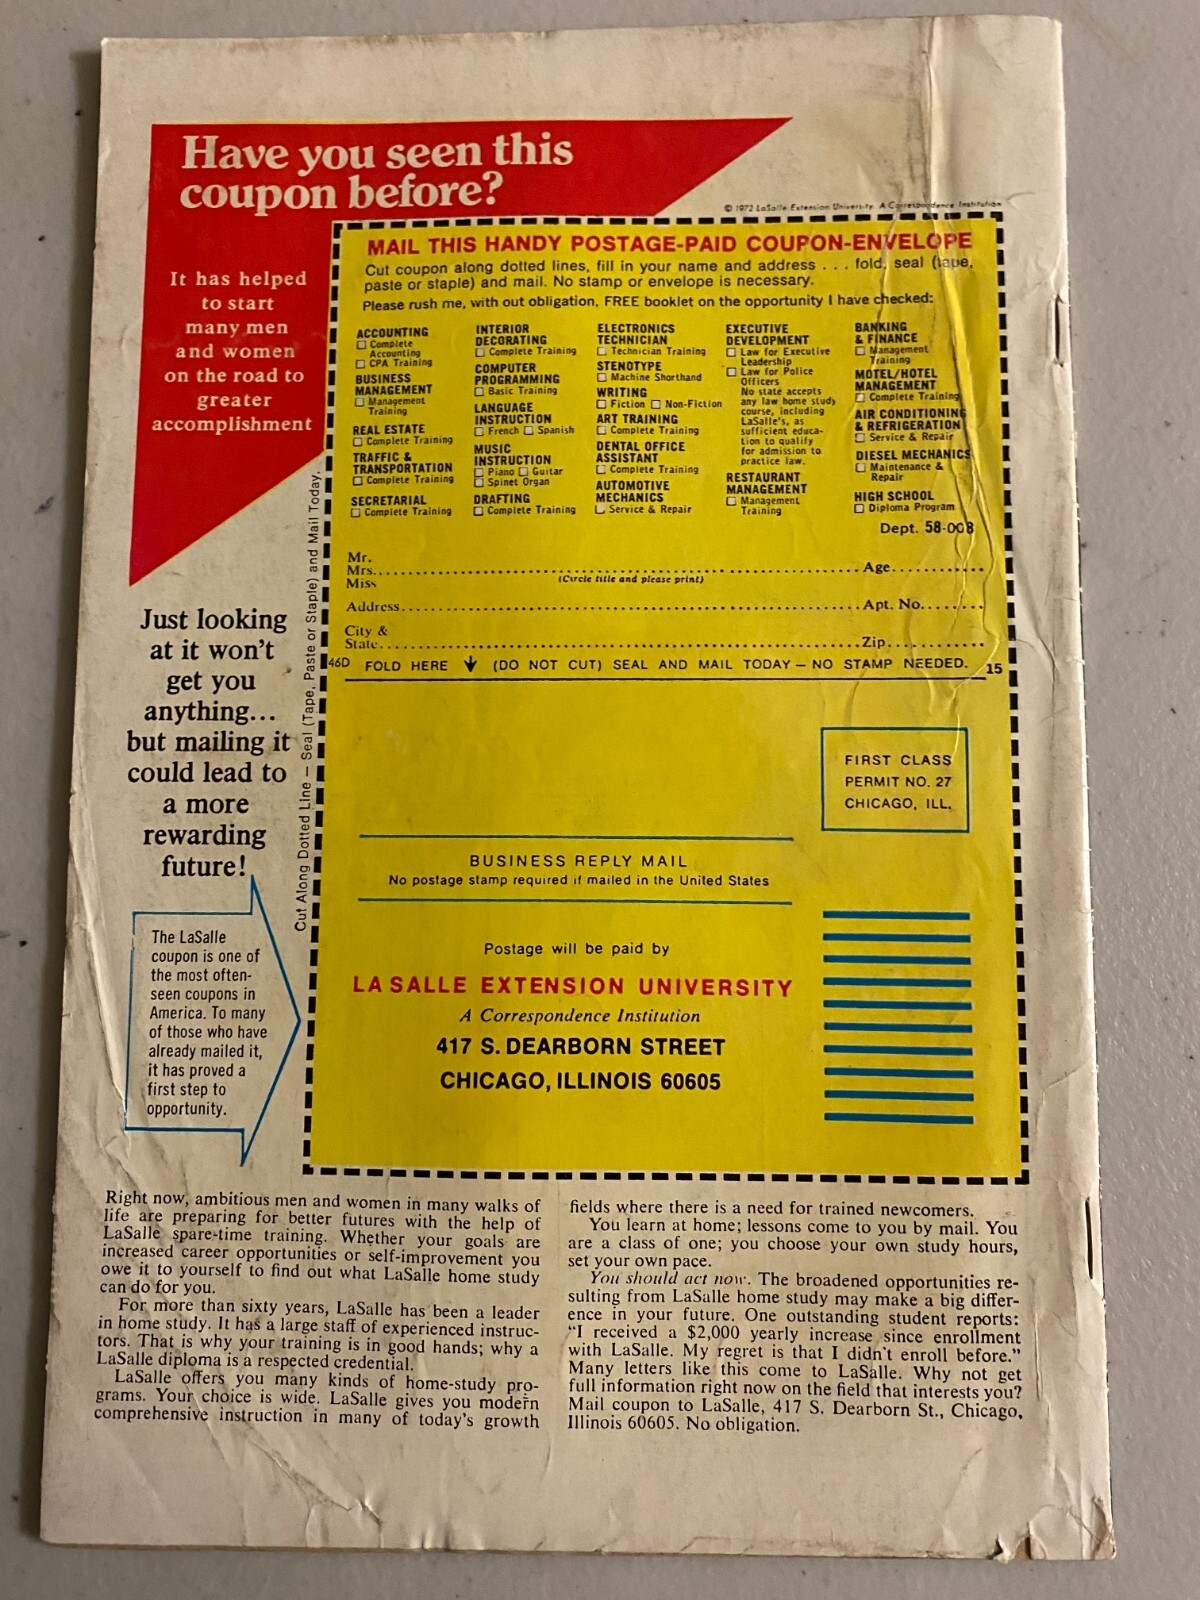 Have you seen this
coupon before?
© 1972 LaSalle Extension University. A Correspondence Institution
It has helped
to start
many men
and women
on the road to
greater
accomplishment
MAIL THIS HANDY POSTAGE-PAID COUPON-ENVELOPE
Cut coupon along dotted lines, fill in your name and address . . . fold, seal (tape,
paste or staple) and mail. No stamp or envelope is necessary.
Please rush me, with out obligation, FREE booklet on the opportunity I have checked:
ACCOUNTING
☐ Complete
Accounting
☐ CPA Training
BUSINESS
MANAGEMENT
☐ Management
Training
REAL ESTATE
☐ Complete Training
TRAFFIC &
TRANSPORTATION
☐ Complete Training
SECRETARIAL
☐ Complete Training
INTERIOR
DECORATING
☐ Complete Training
COMPUTER
PROGRAMMING
☐ Basic Training
LANGUAGE
INSTRUCTION
☐ French ☐ Spanish
MUSIC
INSTRUCTION
☐ Piano ☐ Guitar
☐ Spinet Organ
DRAFTING
☐ Complete Training
ELECTRONICS
TECHNICIAN
☐ Technician Training
STENOTYPE
☐ Machine Shorthand
WRITING
☐ Fiction ☐ Non-Fiction
ART TRAINING
☐ Complete Training
DENTAL OFFICE
ASSISTANT
☐ Complete Training
AUTOMOTIVE
MECHANICS
☐ Service & Repair
EXECUTIVE
DEVELOPMENT
☐ Law for Executive
Leadership
☐ Law for Police
Officers
No state accepts
any law home study
course, including
LaSalle's, as
sufficient educa-
tion to qualify
for admission to
practice law.
RESTAURANT
MANAGEMENT
☐ Management
Training
BANKING
& FINANCE
☐ Management
Training
MOTEL/HOTEL
MANAGEMENT
☐ Complete Training
AIR CONDITIONING
& REFRIGERATION
☐ Service & Repair
DIESEL MECHANICS
☐ Maintenance &
Repair
HIGH SCHOOL
☐ Diploma Program
Dept. 58-008
Mr.
Mrs. Age
Miss (Circle title and please print)
Address Apt. No.
City &
State Zip
46D FOLD HERE ↓ (DO NOT CUT) SEAL AND MAIL TODAY — NO STAMP NEEDED. 15
Cut Along Dotted Line — Seal (Tape, Paste or Staple) and Mail Today.
Just looking
at it won't
get you
anything...
but mailing it
could lead to
a more
rewarding
future!
FIRST CLASS
PERMIT NO. 27
CHICAGO, ILL.
BUSINESS REPLY MAIL
No postage stamp required if mailed in the United States
Postage will be paid by
LA SALLE EXTENSION UNIVERSITY
A Correspondence Institution
417 S. DEARBORN STREET
CHICAGO, ILLINOIS 60605
The LaSalle
coupon is one of
the most often-
seen coupons in
America. To many
of those who have
already mailed it,
it has proved a
first step to
opportunity.
Right now, ambitious men and women in many walks of
life are preparing for better futures with the help of
LaSalle spare-time training. Whether your goals are
increased career opportunities or self-improvement you
owe it to yourself to find out what LaSalle home study
can do for you.
For more than sixty years, LaSalle has been a leader
in home study. It has a large staff of experienced instruc-
tors. That is why your training is in good hands; why a
LaSalle diploma is a respected credential.
LaSalle offers you many kinds of home-study pro-
grams. Your choice is wide. LaSalle gives you modern
comprehensive instruction in many of today's growth
fields where there is a need for trained newcomers.
You learn at home; lessons come to you by mail. You
are a class of one; you choose your own study hours,
set your own pace.
You should act now. The broadened opportunities re-
sulting from LaSalle home study may make a big differ-
ence in your future. One outstanding student reports:
"I received a $2,000 yearly increase since enrollment
with LaSalle. My regret is that I didn't enroll before."
Many letters like this come to LaSalle. Why not get
full information right now on the field that interests you?
Mail coupon to LaSalle, 417 S. Dearborn St., Chicago,
Illinois 60605. No obligation.